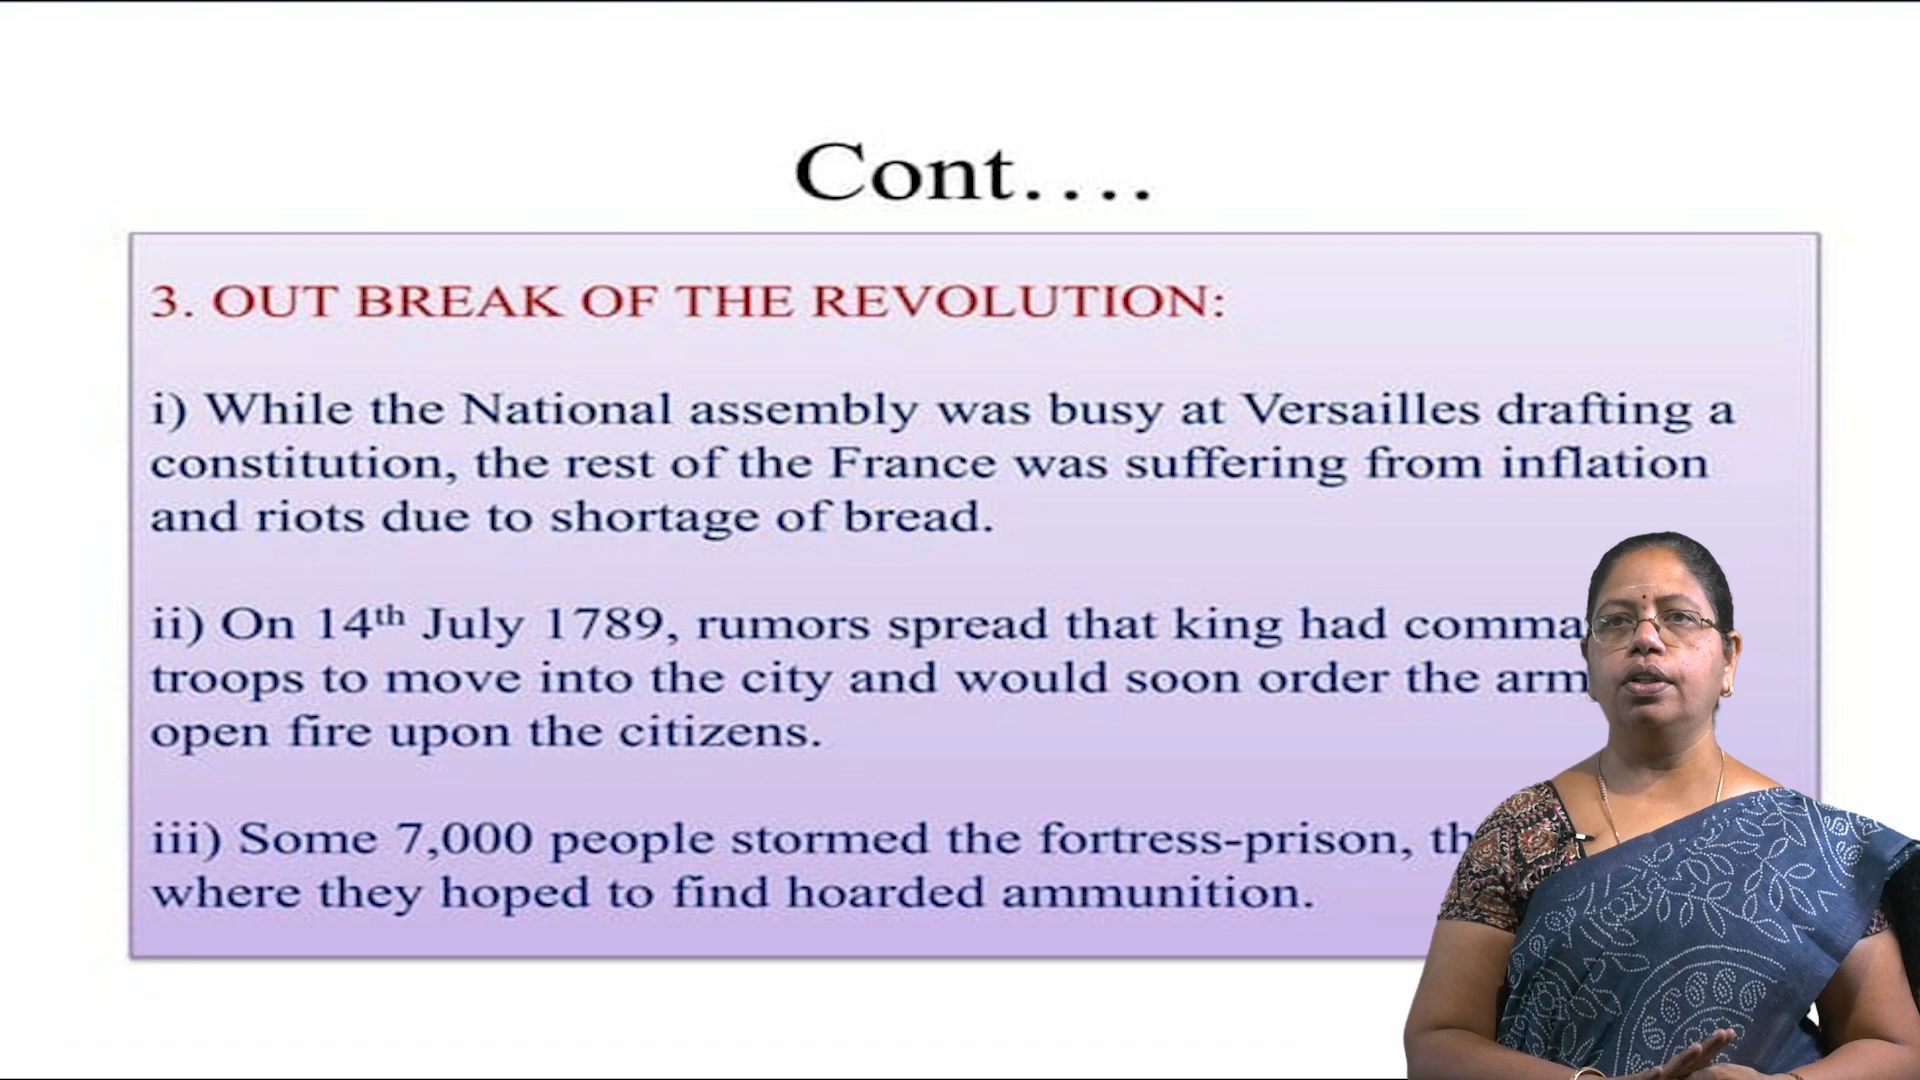 Cont....
3. OUT BREAK OF THE REVOLUTION:
i) While the National assembly was busy at Versailles drafting a
constitution, the rest of the France was suffering from inflation
and riots due to shortage of bread.
ii) On 14th July 1789, rumors spread that king had
troops to move into the city and would soon order the
open fire upon the citizens.
iii) Some 7,000 people stormed the fortress-prison,
where they hoped to find hoarded ammunition.